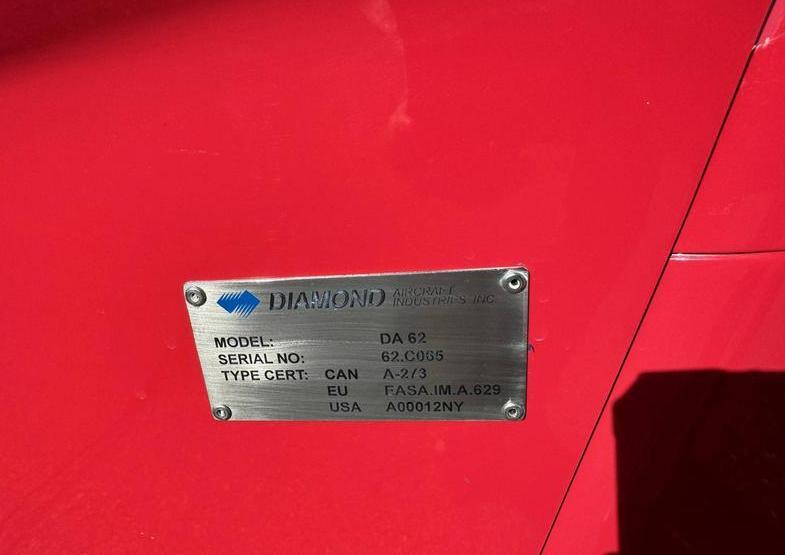 DIAMOND AIRCRAFT INDUSTRIES INC.
MODEL: DA 62
SERIAL NO: 62.C065
TYPE CERT: CAN A-273
EU EASA.IM.A.629
USA A00012NY